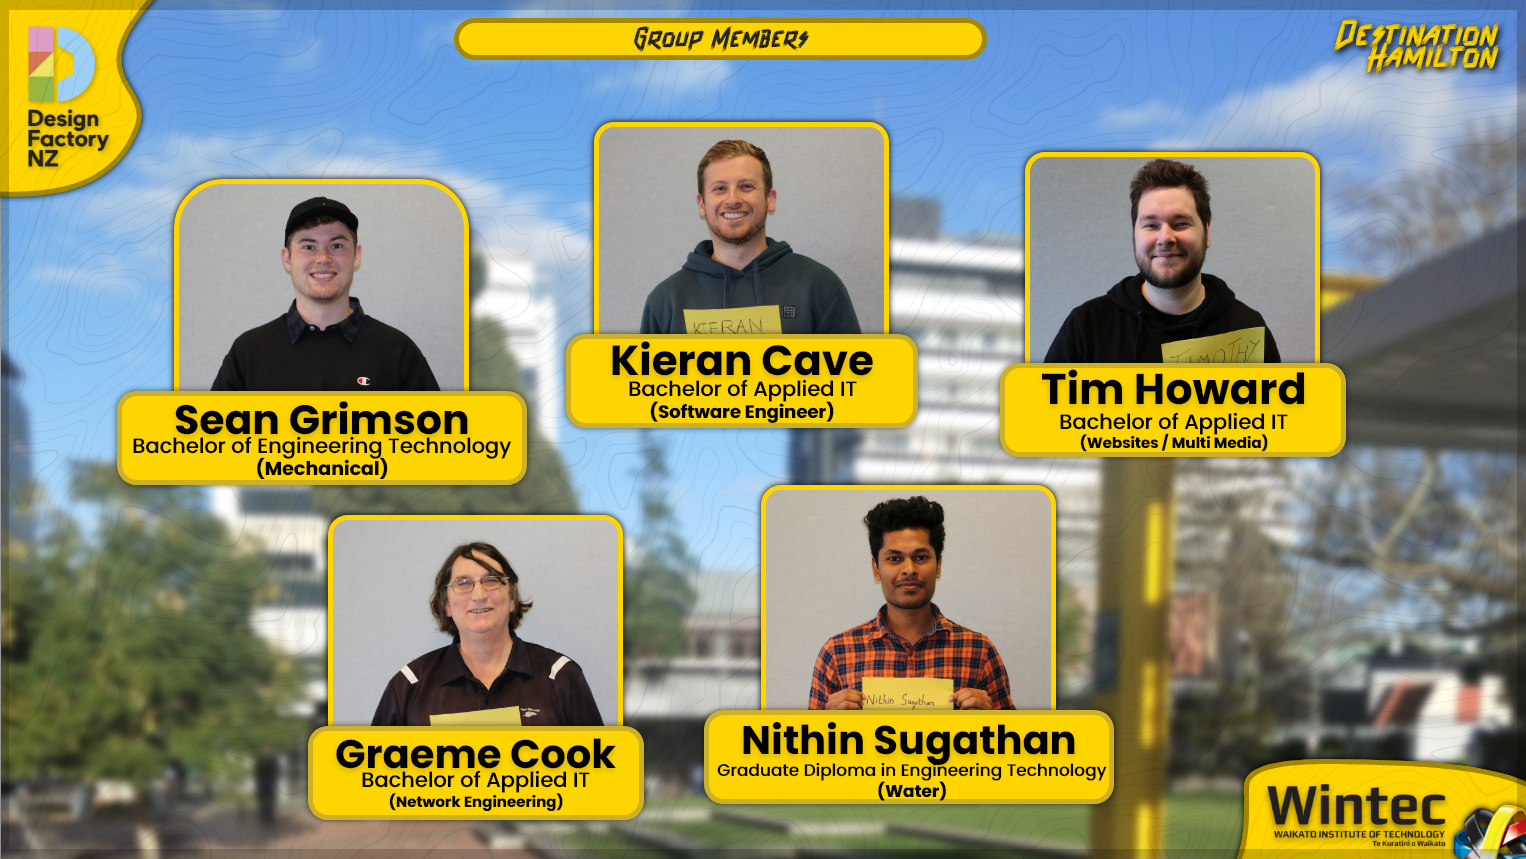 Group Members
Destination
Hamilton
Design
Factory
NZ
KIERAN
TIMOTHY
Kieran Cave
Bachelor of Applied IT
(Software Engineer)
Tim Howard
Bachelor of Applied IT
(Websites / Multi Media)
Sean Grimson
Bachelor of Engineering Technology
(Mechanical)
Nithin Sugathan
Graeme Cook
Bachelor of Applied IT
(Network Engineering)
Nithin Sugathan
Graduate Diploma in Engineering Technology
(Water)
Wintec
WAIKATO INSTITUTE OF TECHNOLOGY
Te Kuratini o Waikato